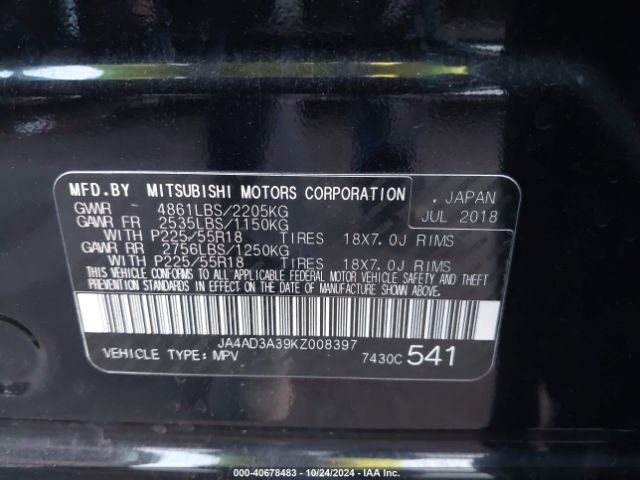 MFD.BY MITSUBISHI MOTORS CORPORATION , JAPAN
GVWR - 4861LBS/2205KG JUL 2018
GAWR FR 2535LBS/1150KG
WITH P225/55R18 TIRES 18X7.0J RIMS
GAWR RR 2756LBS/1250KG
WITH P225/55R18 TIRES 18X7.0J RIMS
THIS VEHICLE CONFORMS TO ALL APPLICABLE FEDERAL MOTOR VEHICLE SAFETY AND THEFT
PREVENTION STANDARDS IN EFFECT ON THE DATE OF MANUFACTURE SHOWN ABOVE.
JA4AD3A39KZ008397
VEHICLE TYPE: MPV 7430C 541
000-40678483 - 10/24/2024 - IAA Inc.